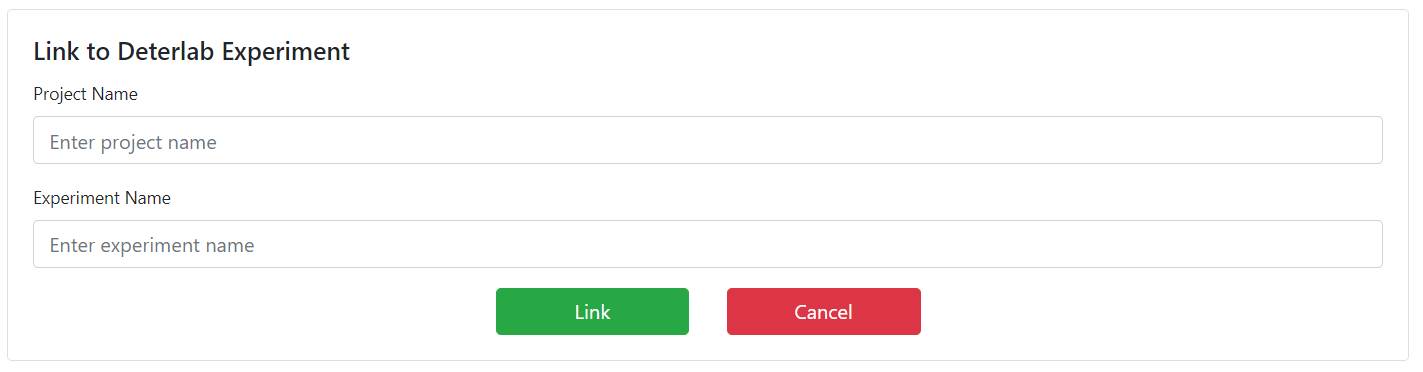 Link to Deterlab Experiment
Project Name
Enter project name
Experiment Name
Enter experiment name
Link Cancel